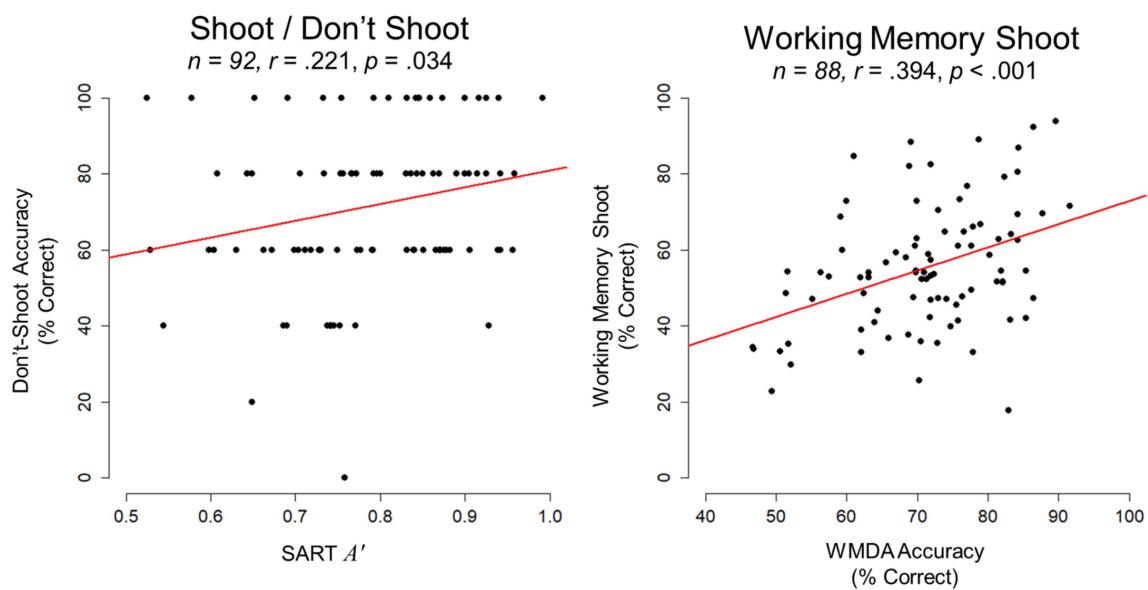 Shoot / Don't Shoot
n = 92, r = .221, p = .034
100
80
60
40
20
0
Don't-Shoot Accuracy
(% Correct)
0.5 0.6 0.7 0.8 0.9 1.0
SART A′
Working Memory Shoot
n = 88, r = .394, p < .001
100
80
60
40
20
0
Working Memory Shoot
(% Correct)
40 50 60 70 80 90 100
WMDA Accuracy
(% Correct)